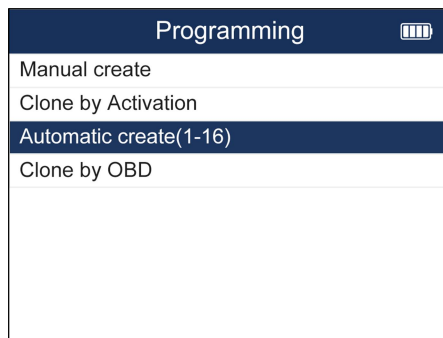 Programming
Manual create
Clone by Activation
Automatic create(1-16)
Clone by OBD